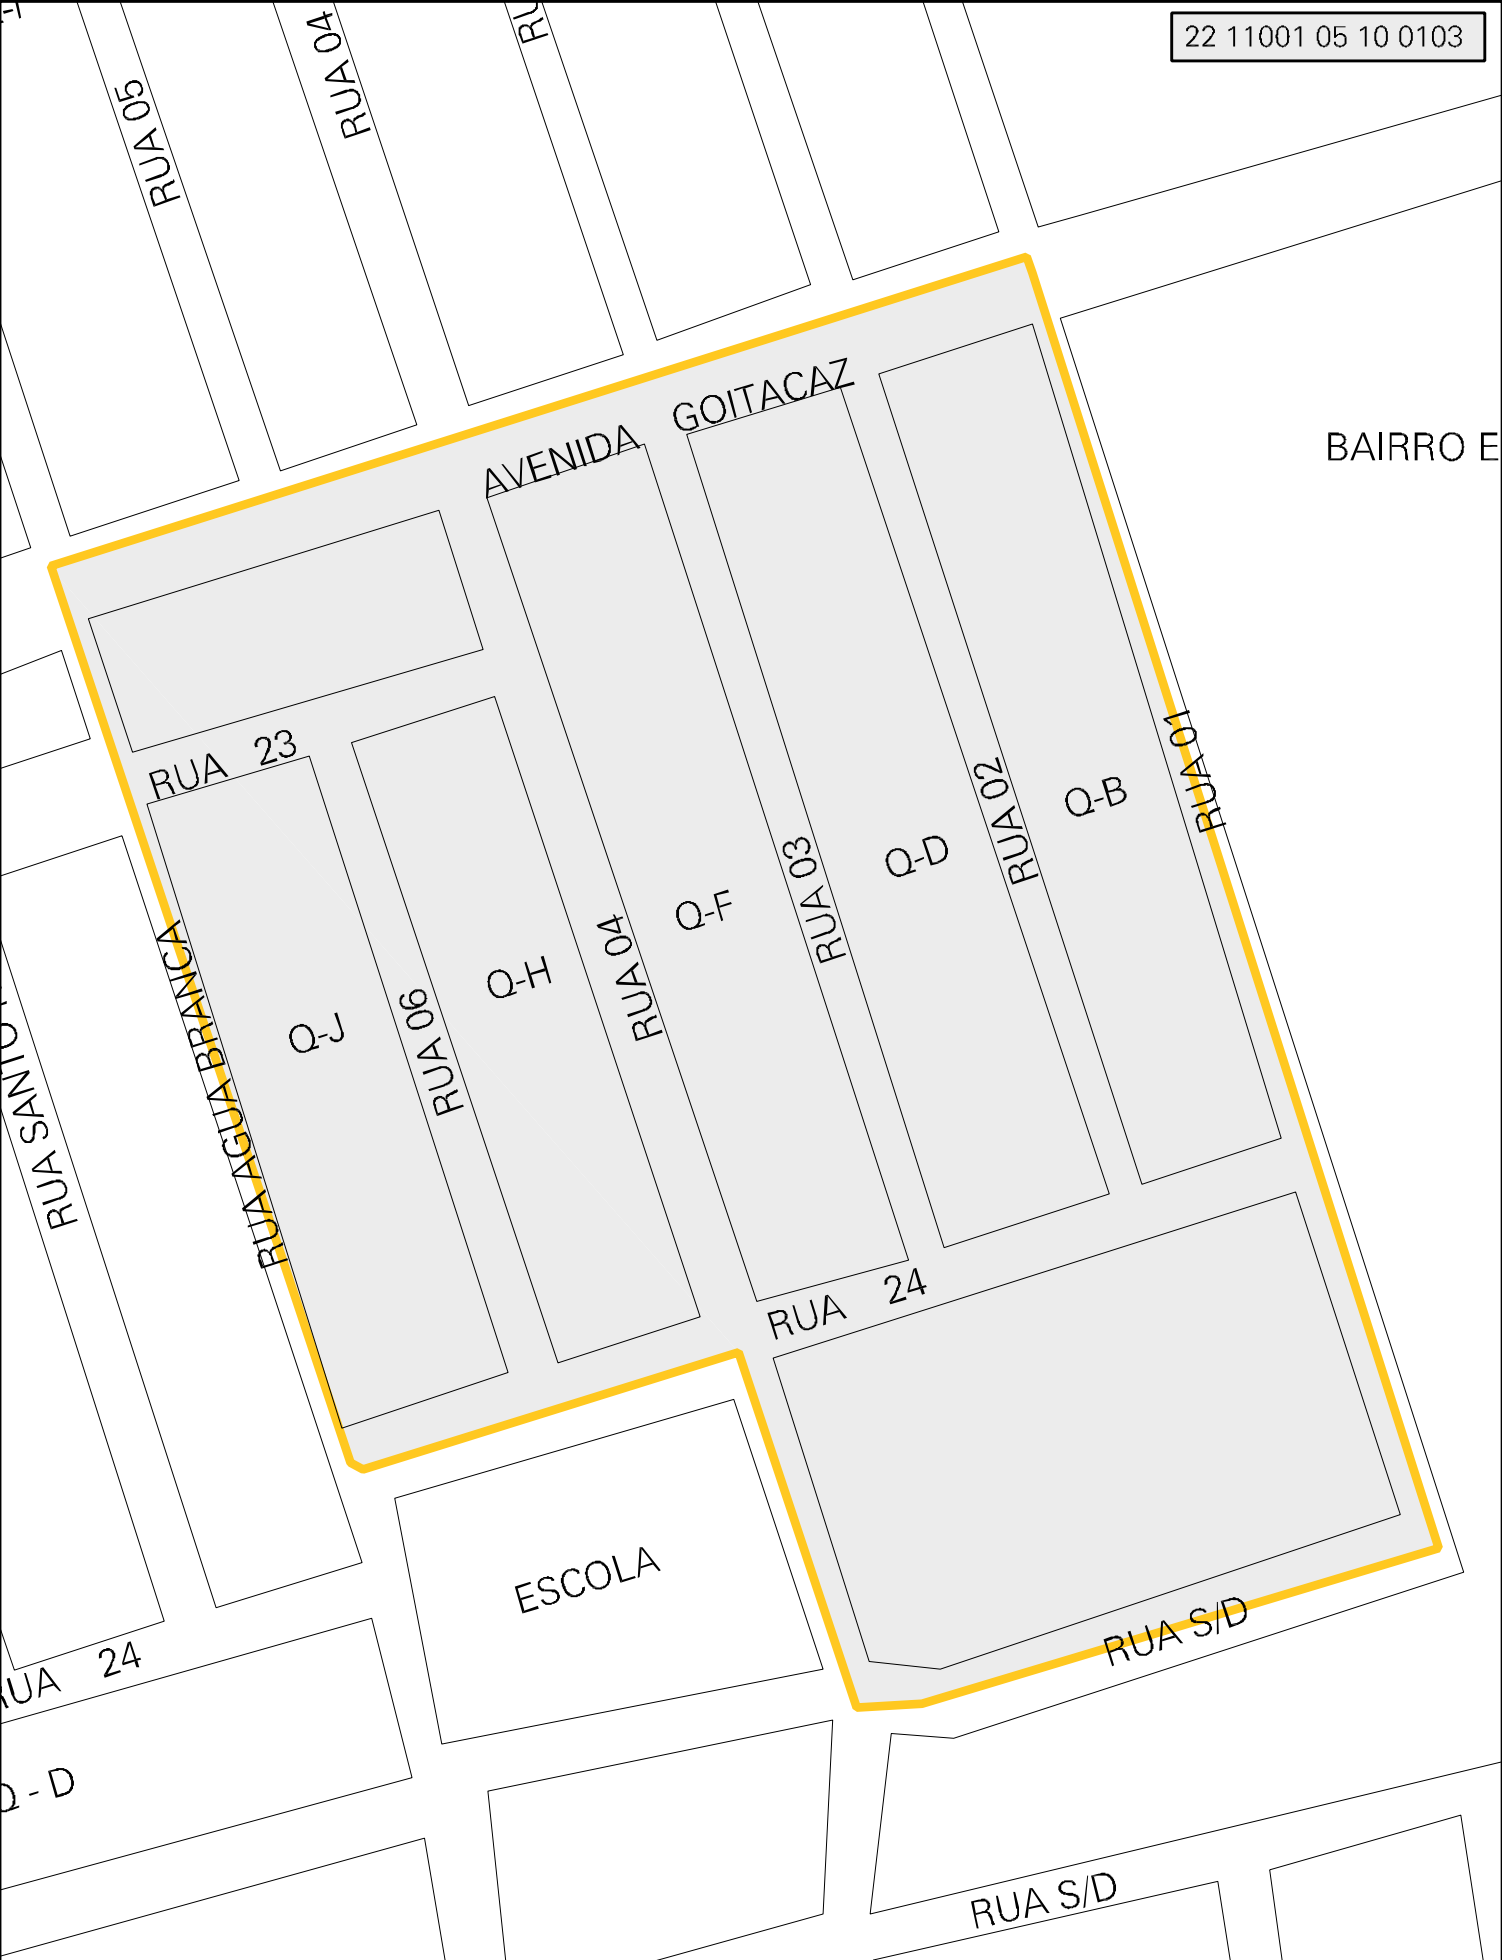 22 11001 05 10 0103
RUA 04
RUA 05
AVENIDA GOITACAZ
BAIRRO E
RUA 23
RUA 01
RUA 02
Q-B
RUA 03
Q-D
Q-F
RUA 04
Q-H
RUA 06
Q-J
RUA AGUA BRANCA
RUA SANTO
RUA 24
ESCOLA
RUA S/D
RUA 24
Q - D
RUA S/D